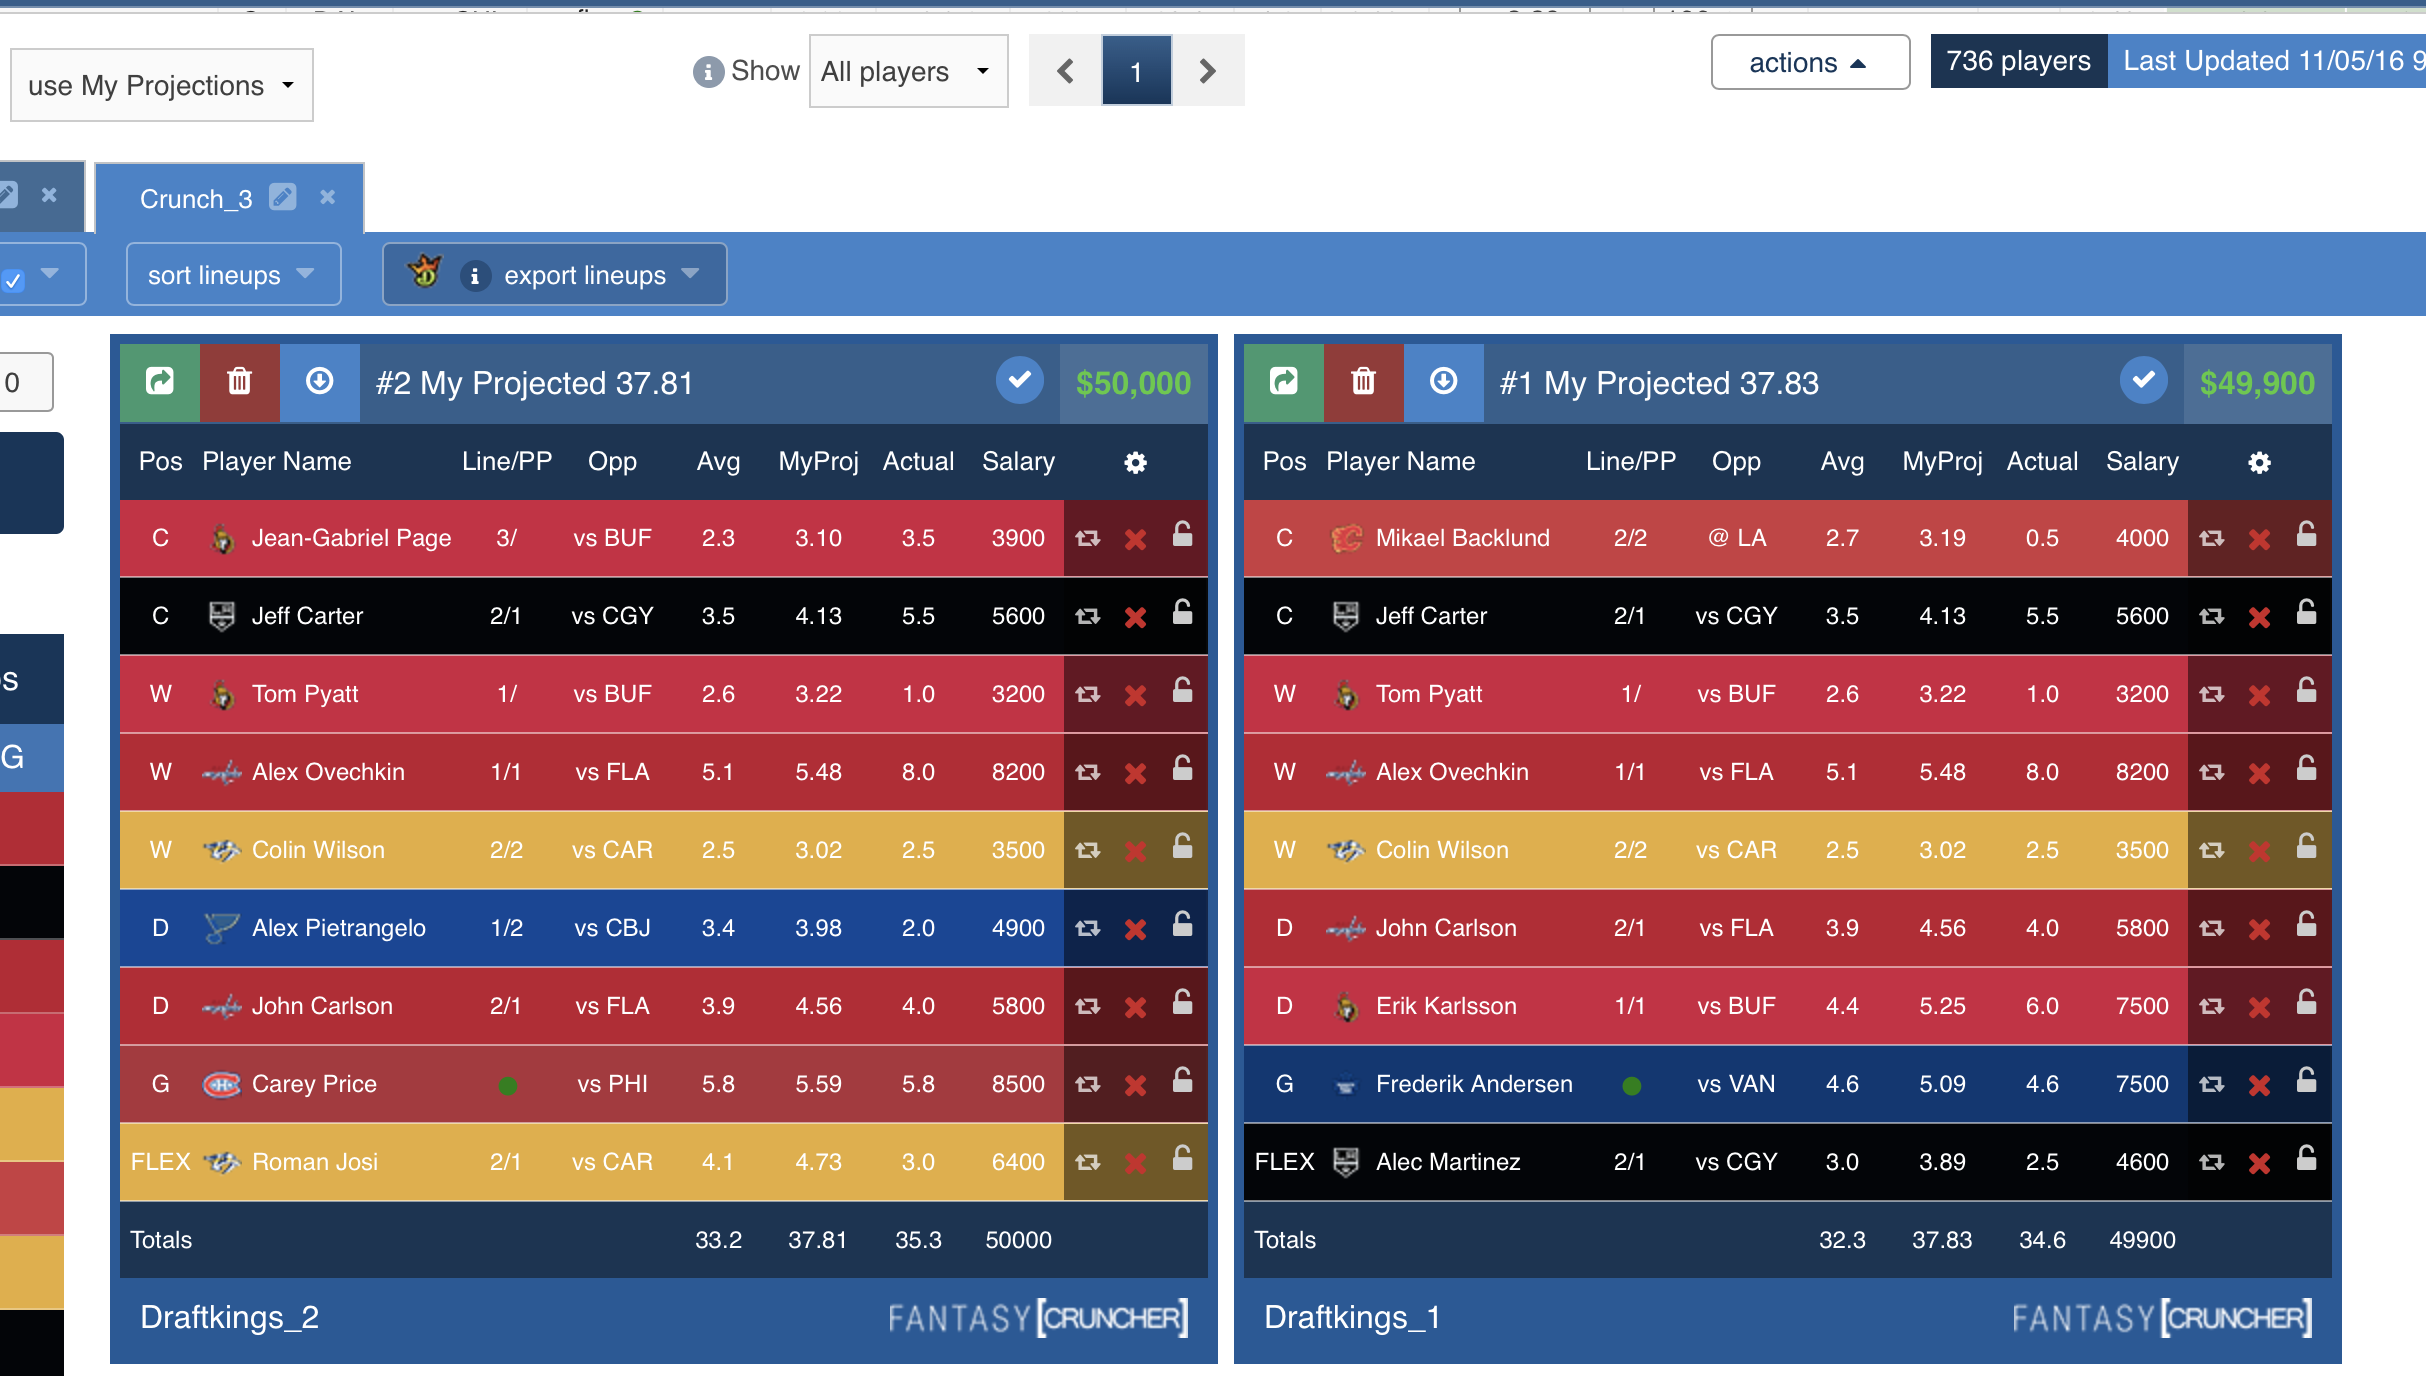 use My Projections
Show All players 1
actions
736 players Last Updated 11/05/16 9
Crunch_3
sort lineups export lineups
0
#2 My Projected 37.81 $50,000
Pos Player Name Line/PP Opp Avg MyProj Actual Salary
C Jean-Gabriel Page 3/ vs BUF 2.3 3.10 3.5 3900
C Jeff Carter 2/1 vs CGY 3.5 4.13 5.5 5600
W Tom Pyatt 1/ vs BUF 2.6 3.22 1.0 3200
W Alex Ovechkin 1/1 vs FLA 5.1 5.48 8.0 8200
W Colin Wilson 2/2 vs CAR 2.5 3.02 2.5 3500
D Alex Pietrangelo 1/2 vs CBJ 3.4 3.98 2.0 4900
D John Carlson 2/1 vs FLA 3.9 4.56 4.0 5800
G Carey Price vs PHI 5.8 5.59 5.8 8500
FLEX Roman Josi 2/1 vs CAR 4.1 4.73 3.0 6400
Totals 33.2 37.81 35.3 50000
Draftkings_2 FANTASY[CRUNCHER]
#1 My Projected 37.83 $49,900
Pos Player Name Line/PP Opp Avg MyProj Actual Salary
C Mikael Backlund 2/2 @ LA 2.7 3.19 0.5 4000
C Jeff Carter 2/1 vs CGY 3.5 4.13 5.5 5600
W Tom Pyatt 1/ vs BUF 2.6 3.22 1.0 3200
W Alex Ovechkin 1/1 vs FLA 5.1 5.48 8.0 8200
W Colin Wilson 2/2 vs CAR 2.5 3.02 2.5 3500
D John Carlson 2/1 vs FLA 3.9 4.56 4.0 5800
D Erik Karlsson 1/1 vs BUF 4.4 5.25 6.0 7500
G Frederik Andersen vs VAN 4.6 5.09 4.6 7500
FLEX Alec Martinez 2/1 vs CGY 3.0 3.89 2.5 4600
Totals 32.3 37.83 34.6 49900
Draftkings_1 FANTASY[CRUNCHER]
G